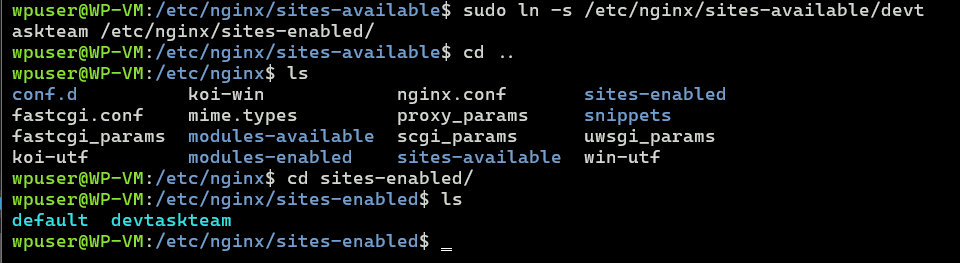 wpuser@WP-VM:/etc/nginx/sites-available$ sudo ln -s /etc/nginx/sites-available/devt
askteam /etc/nginx/sites-enabled/
wpuser@WP-VM:/etc/nginx/sites-available$ cd ..
wpuser@WP-VM:/etc/nginx$ ls
conf.d koi-win nginx.conf sites-enabled
fastcgi.conf mime.types proxy_params snippets
fastcgi_params modules-available scgi_params uwsgi_params
koi-utf modules-enabled sites-available win-utf
wpuser@WP-VM:/etc/nginx$ cd sites-enabled/
wpuser@WP-VM:/etc/nginx/sites-enabled$ ls
default devtaskteam
wpuser@WP-VM:/etc/nginx/sites-enabled$ _